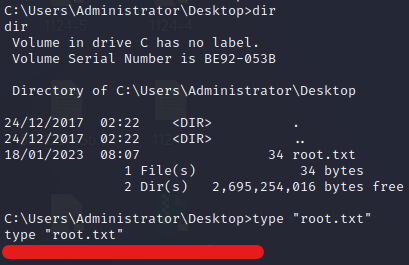 C:\Users\Administrator\Desktop>dir
dir
 Volume in drive C has no label.
 Volume Serial Number is BE92-053B

 Directory of C:\Users\Administrator\Desktop

24/12/2017  02:22    <DIR>          .
24/12/2017  02:22    <DIR>          ..
18/01/2023  08:07                34 root.txt
               1 File(s)             34 bytes
               2 Dir(s)   2,695,254,016 bytes free

C:\Users\Administrator\Desktop>type "root.txt"
type "root.txt"